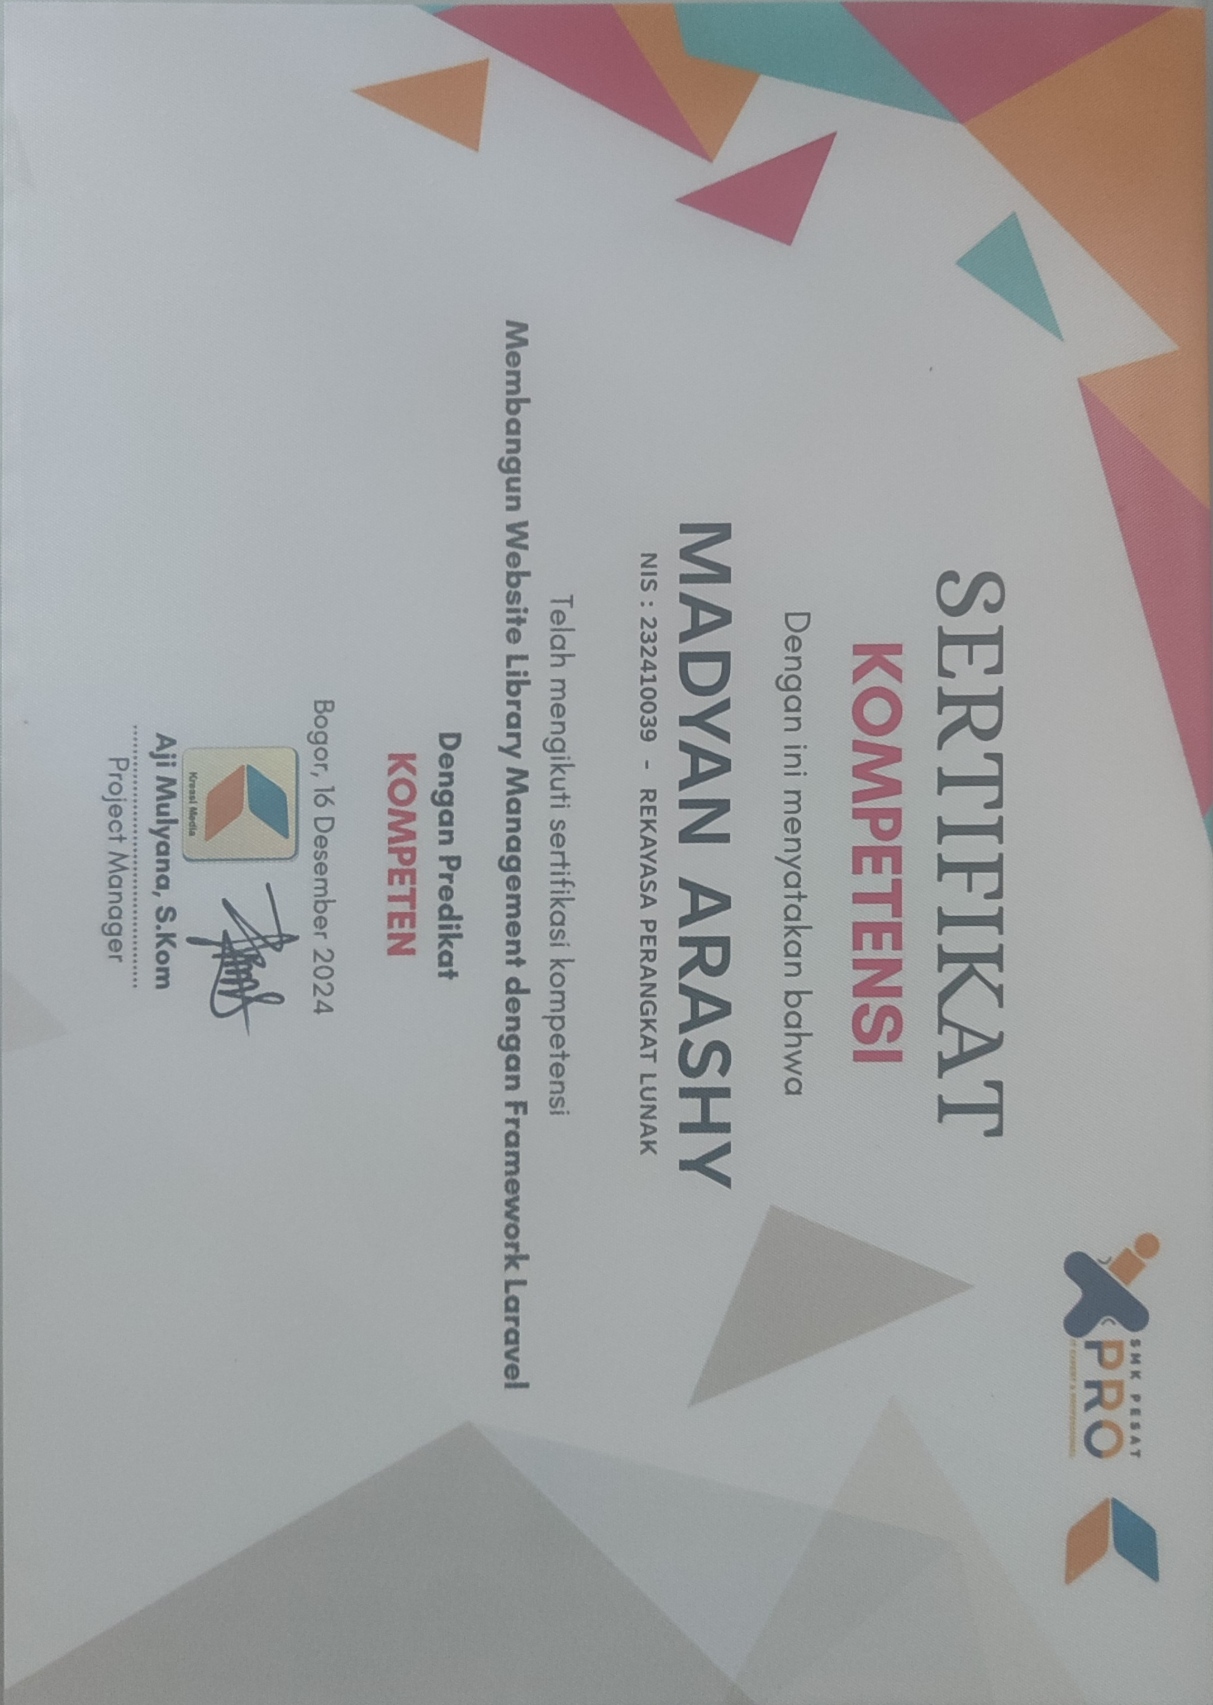 SMK PESAT
XPRO
IT EXPERT & PROFESSIONAL
SERTIFIKAT
KOMPETENSI
Dengan ini menyatakan bahwa
MADYAN ARASHY
NIS : 232410039 - REKAYASA PERANGKAT LUNAK
Telah mengikuti sertifikasi kompetensi
Membangun Website Library Management dengan Framework Laravel
Dengan Predikat
KOMPETEN
Bogor, 16 Desember 2024
Kreasi Media
Aji Mulyana, S.Kom
Project Manager